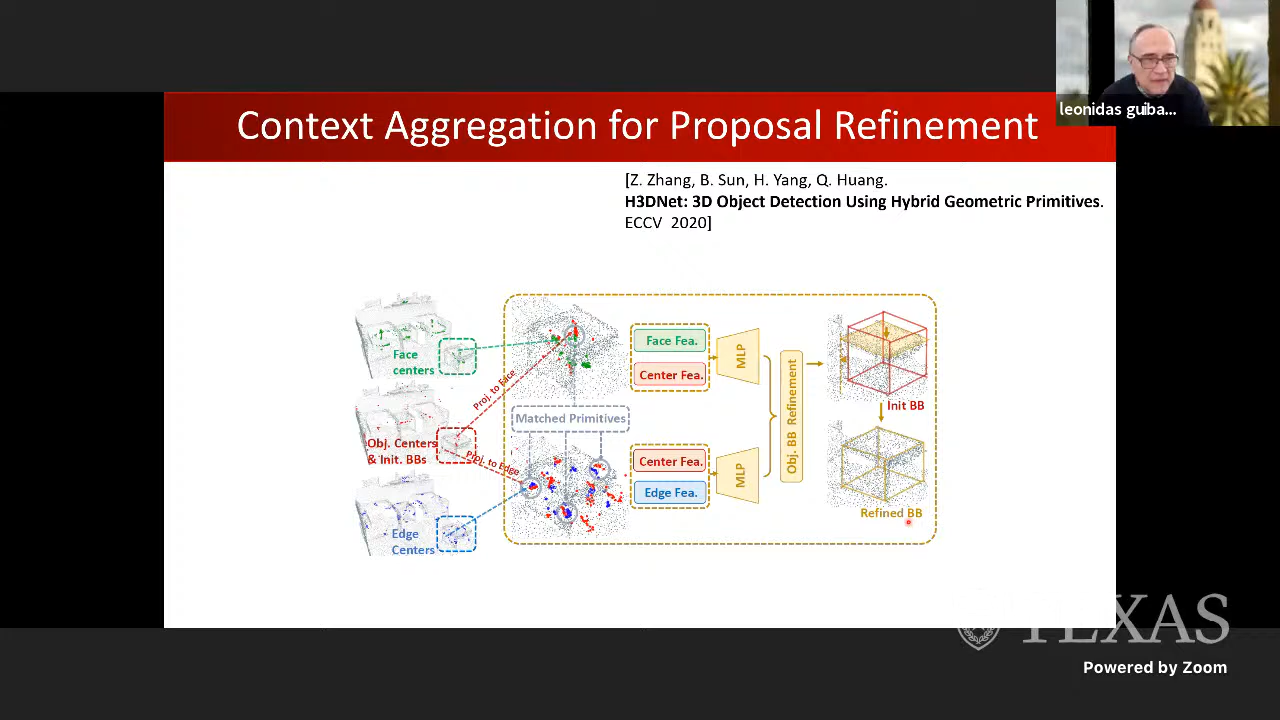 leonidas guiba...
Context Aggregation for Proposal Refinement
[Z. Zhang, B. Sun, H. Yang, Q. Huang.
H3DNet: 3D Object Detection Using Hybrid Geometric Primitives.
ECCV 2020]
Face
centers
Obj. Centers
& Init. BBs
Edge
Centers
Proj. to Face
Proj. to Edge
Matched Primitives
Face Fea.
Center Fea.
MLP
Center Fea.
Edge Fea.
MLP
Obj. BB Refinement
Init BB
Refined BB
TEXAS
Powered by Zoom